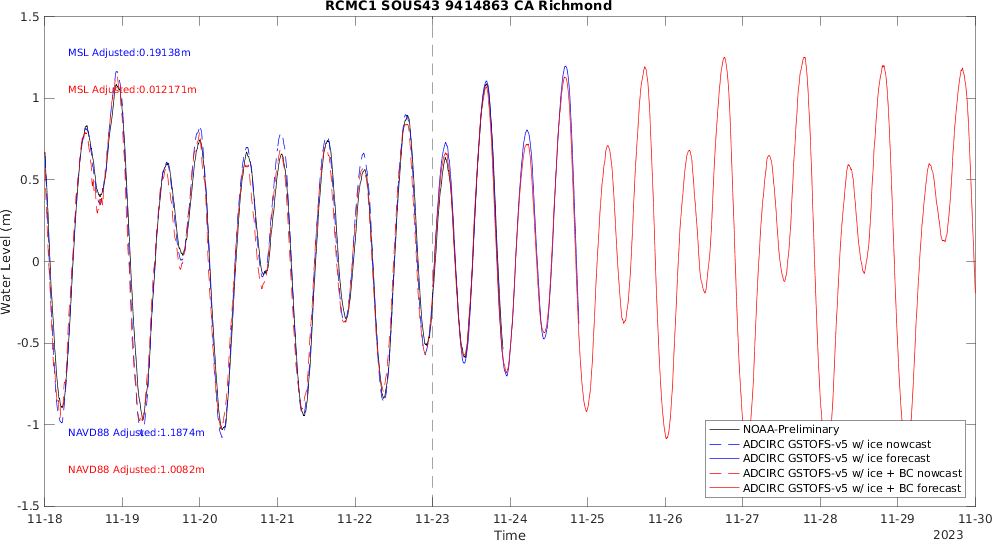 RCMC1 SOUS43 9414863 CA Richmond
1.5
1
0.5
0
-0.5
-1
-1.5
Water Level (m)
MSL Adjusted:0.19138m
MSL Adjusted:0.012171m
NAVD88 Adjusted:1.1874m
NAVD88 Adjusted:1.0082m
NOAA-Preliminary
ADCIRC GSTOFS-v5 w/ ice nowcast
ADCIRC GSTOFS-v5 w/ ice forecast
ADCIRC GSTOFS-v5 w/ ice + BC nowcast
ADCIRC GSTOFS-v5 w/ ice + BC forecast
11-18 11-19 11-20 11-21 11-22 11-23 11-24 11-25 11-26 11-27 11-28 11-29 11-30
Time
2023